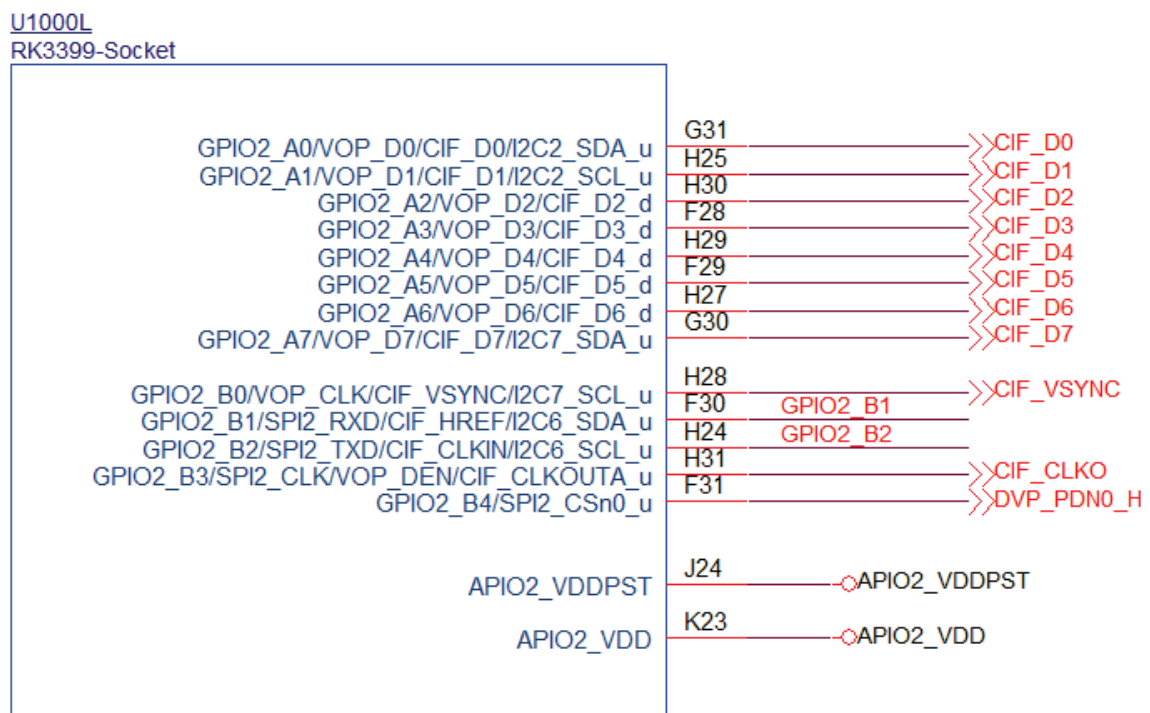 U1000L
RK3399-Socket
GPIO2_A0/VOP_D0/CIF_D0/I2C2_SDA_u G31 CIF_D0
GPIO2_A1/VOP_D1/CIF_D1/I2C2_SCL_u H25 CIF_D1
GPIO2_A2/VOP_D2/CIF_D2_d H30 CIF_D2
GPIO2_A3/VOP_D3/CIF_D3_d F28 CIF_D3
GPIO2_A4/VOP_D4/CIF_D4_d H29 CIF_D4
GPIO2_A5/VOP_D5/CIF_D5_d F29 CIF_D5
GPIO2_A6/VOP_D6/CIF_D6_d H27 CIF_D6
GPIO2_A7/VOP_D7/CIF_D7/I2C7_SDA_u G30 CIF_D7
GPIO2_B0/VOP_CLK/CIF_VSYNC/I2C7_SCL_u H28 CIF_VSYNC
GPIO2_B1/SPI2_RXD/CIF_HREF/I2C6_SDA_u F30 GPIO2_B1
GPIO2_B2/SPI2_TXD/CIF_CLKIN/I2C6_SCL_u H24 GPIO2_B2
GPIO2_B3/SPI2_CLK/VOP_DEN/CIF_CLKOUTA_u H31 CIF_CLKO
GPIO2_B4/SPI2_CSn0_u F31 DVP_PDN0_H
APIO2_VDDPST J24 APIO2_VDDPST
APIO2_VDD K23 APIO2_VDD